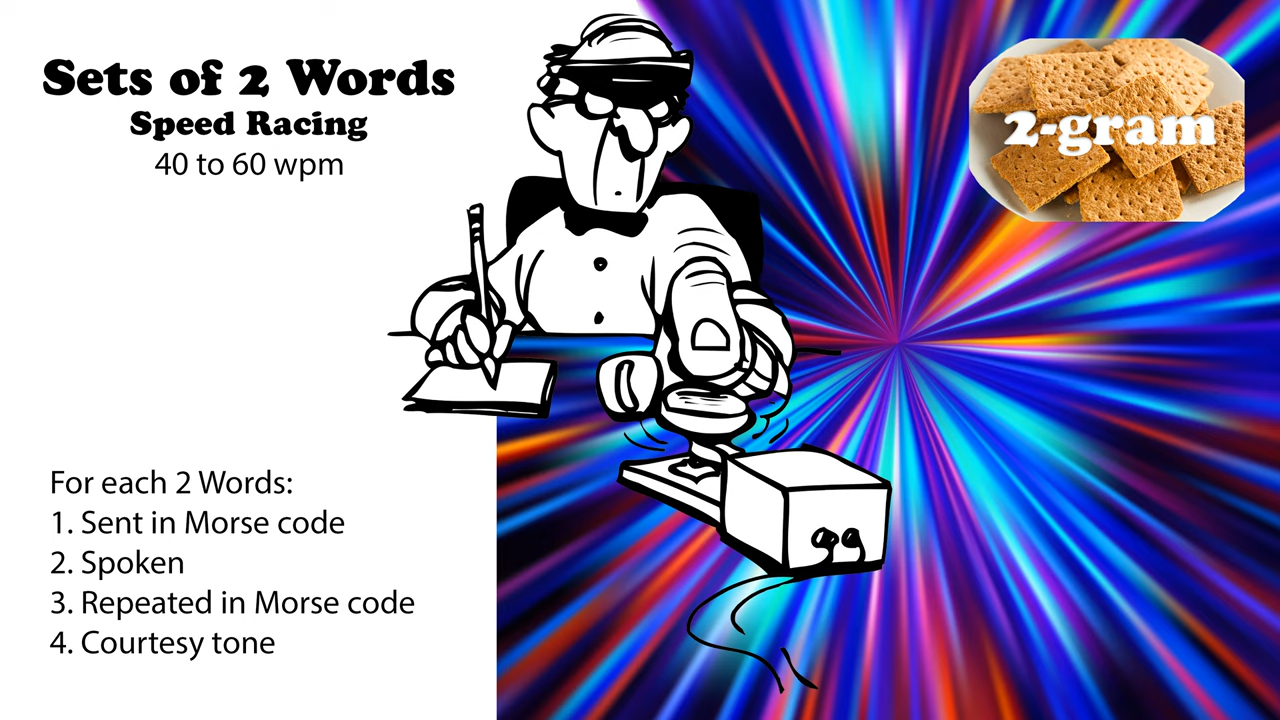 Sets of 2 Words
Speed Racing
40 to 60 wpm
2-gram
For each 2 Words:
1. Sent in Morse code
2. Spoken
3. Repeated in Morse code
4. Courtesy tone